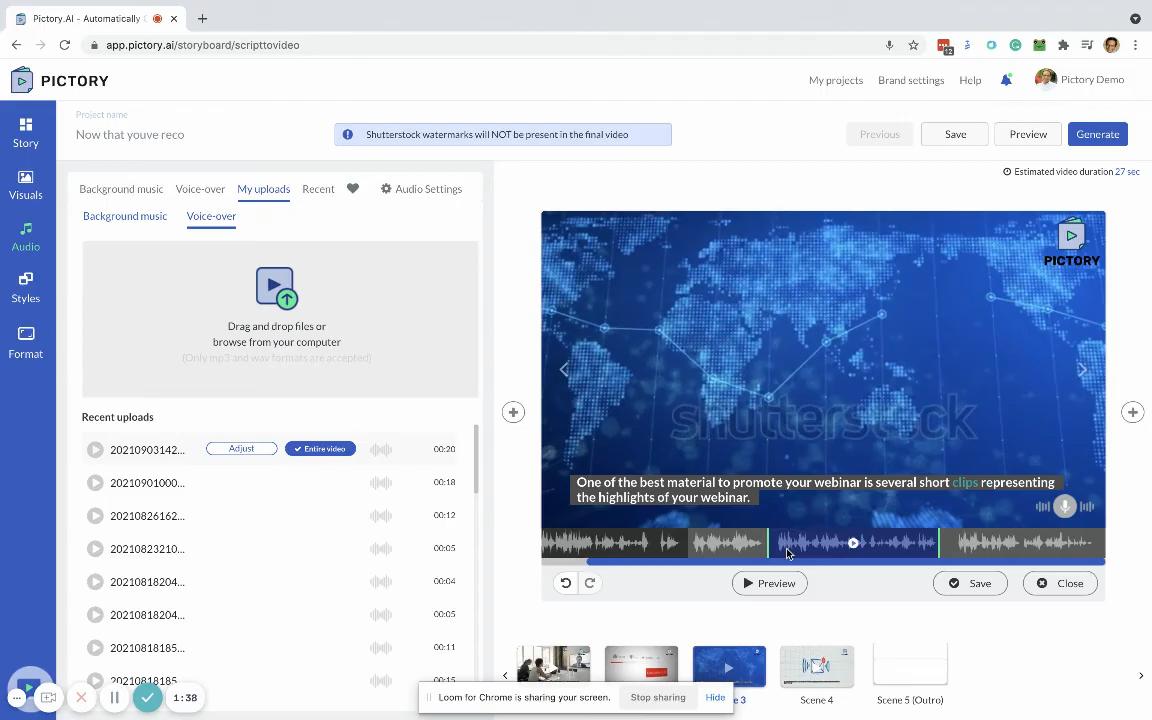 Pictory.AI - Automatically
app.pictory.ai/storyboard/scripttovideo
12
PICTORY
My projects
Brand settings
Help
Pictory Demo
Story
Visuals
Audio
Styles
Format
Project name
Now that youve reco
Shutterstock watermarks will NOT be present in the final video
Previous
Save
Preview
Generate
Background music
Voice-over
My uploads
Recent
Audio Settings
Background music
Voice-over
Drag and drop files or
browse from your computer
(Only mp3 and wav formats are accepted)
Recent uploads
20210903142... Adjust Entire video 00:20
20210901000... 00:18
20210826162... 00:12
20210823210... 00:05
20210818204... 00:04
20210818204... 00:05
20210818185... 00:11
20210818185... 00:15
Estimated video duration 27 sec
PICTORY
shutterstock
One of the best material to promote your webinar is several short clips representing
the highlights of your webinar.
Preview
Save
Close
Scene 4
Scene 5 (Outro)
1:38
Loom for Chrome is sharing your screen.
Stop sharing
Hide